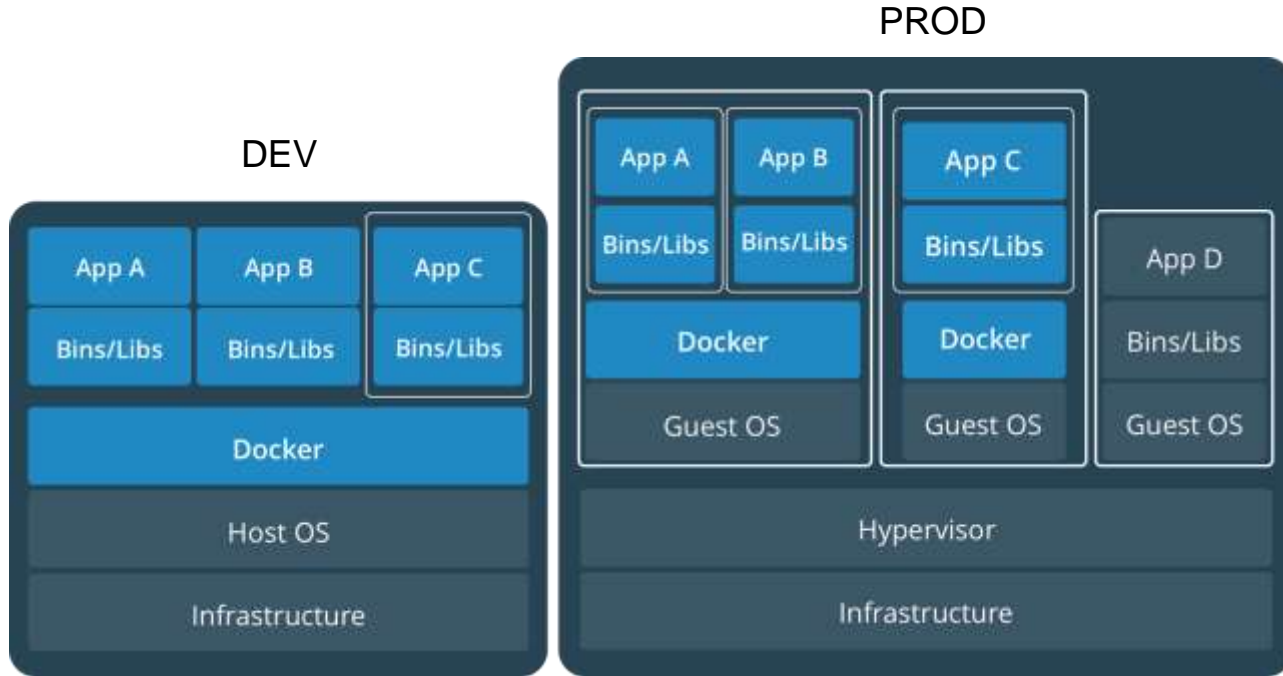 DEV
App A
App B
App C
Bins/Libs
Bins/Libs
Bins/Libs
Docker
Host OS
Infrastructure
PROD
App A
App B
App C
Bins/Libs
Bins/Libs
Bins/Libs
App D
Docker
Docker
Bins/Libs
Guest OS
Guest OS
Guest OS
Hypervisor
Infrastructure